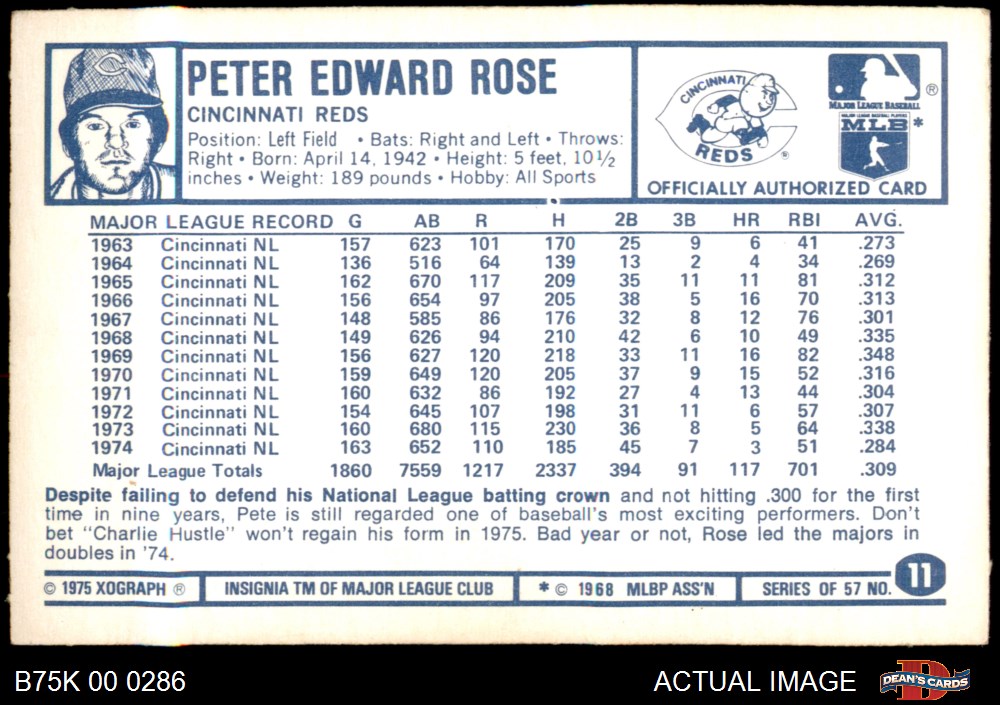 PETER EDWARD ROSE
CINCINNATI REDS
Position: Left Field • Bats: Right and Left • Throws:
Right • Born: April 14, 1942 • Height: 5 feet, 10 1/2
inches • Weight: 189 pounds • Hobby: All Sports
C
CINCINNATI
REDS
®
MAJOR LEAGUE BASEBALL ®
MAJOR LEAGUE BASEBALL PLAYERS
MLB *
OFFICIALLY AUTHORIZED CARD
MAJOR LEAGUE RECORD G AB R H 2B 3B HR RBI AVG.
1963 Cincinnati NL 157 623 101 170 25 9 6 41 .273
1964 Cincinnati NL 136 516 64 139 13 2 4 34 .269
1965 Cincinnati NL 162 670 117 209 35 11 11 81 .312
1966 Cincinnati NL 156 654 97 205 38 5 16 70 .313
1967 Cincinnati NL 148 585 86 176 32 8 12 76 .301
1968 Cincinnati NL 149 626 94 210 42 6 10 49 .335
1969 Cincinnati NL 156 627 120 218 33 11 16 82 .348
1970 Cincinnati NL 159 649 120 205 37 9 15 52 .316
1971 Cincinnati NL 160 632 86 192 27 4 13 44 .304
1972 Cincinnati NL 154 645 107 198 31 11 6 57 .307
1973 Cincinnati NL 160 680 115 230 36 8 5 64 .338
1974 Cincinnati NL 163 652 110 185 45 7 3 51 .284
Major League Totals 1860 7559 1217 2337 394 91 117 701 .309
Despite failing to defend his National League batting crown and not hitting .300 for the first
time in nine years, Pete is still regarded one of baseball's most exciting performers. Don't
bet "Charlie Hustle" won't regain his form in 1975. Bad year or not, Rose led the majors in
doubles in '74.
© 1975 XOGRAPH ® INSIGNIA TM OF MAJOR LEAGUE CLUB * © 1968 MLBP ASS'N SERIES OF 57 NO. 11
B75K 00 0286 ACTUAL IMAGE DEAN'S CARDS